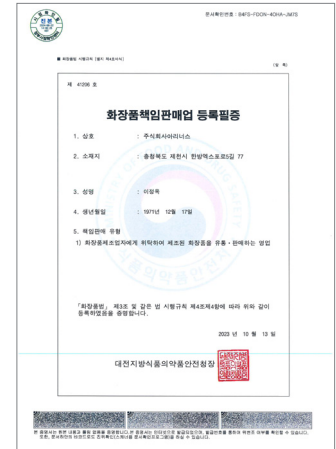 문서확인번호 : B4FS-FOON-4OHA-JM1S
■ 화장품법 시행규칙 [별지 제4호서식]
제 41296 호
화장품책임판매업 등록필증
1. 상호 : 주식회사아리너스
2. 소재지 : 충청북도 제천시 한방엑스포로5길 77
3. 성명 : 이정욱
4. 생년월일 : 1971년 12월 17일
5. 책임판매 유형
1) 화장품제조업자에게 위탁하여 제조된 화장품을 유통·판매하는 영업
「화장품법」 제3조 및 같은 법 시행규칙 제4조제4항에 따라 위와 같이
등록하였음을 증명합니다.
2023 년 10 월 13 일
대전지방식품의약품안전청장